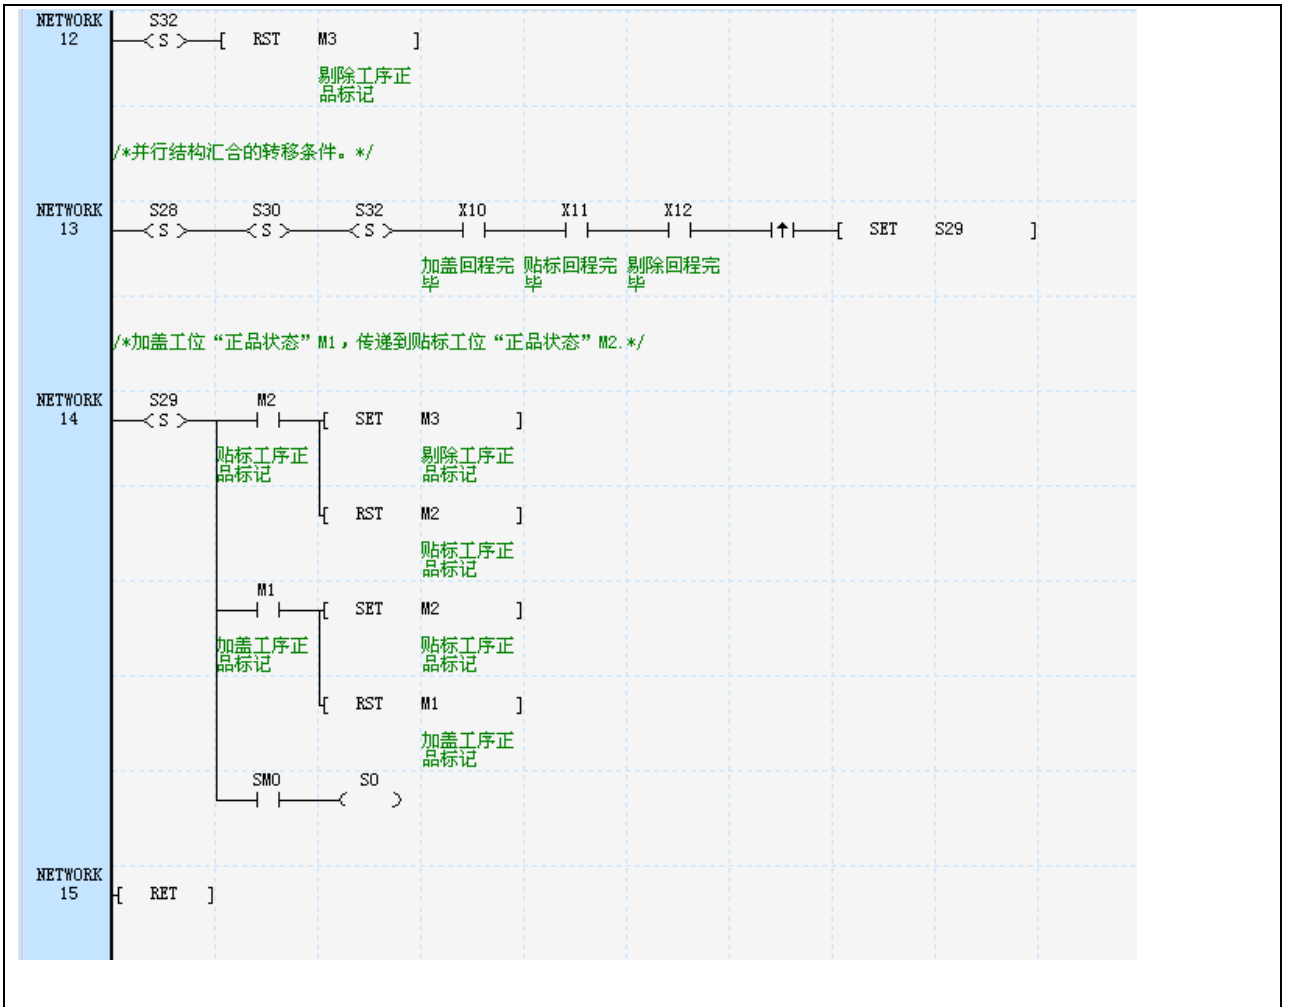 NETWORK 12
S32
S
RST M3
剔除工序正
品标记
/*并行结构汇合的转移条件。*/
NETWORK 13
S28 S30 S32 X10 X11 X12
S S S SET S29
加盖回程完 贴标回程完 剔除回程完
毕 毕 毕
/*加盖工位“正品状态”M1，传递到贴标工位“正品状态”M2.*/
NETWORK 14
S29 M2
S SET M3
贴标工序正 剔除工序正
品标记 品标记
RST M2
贴标工序正
品标记
M1
SET M2
加盖工序正 贴标工序正
品标记 品标记
RST M1
加盖工序正
品标记
SM0 S0
NETWORK 15
RET